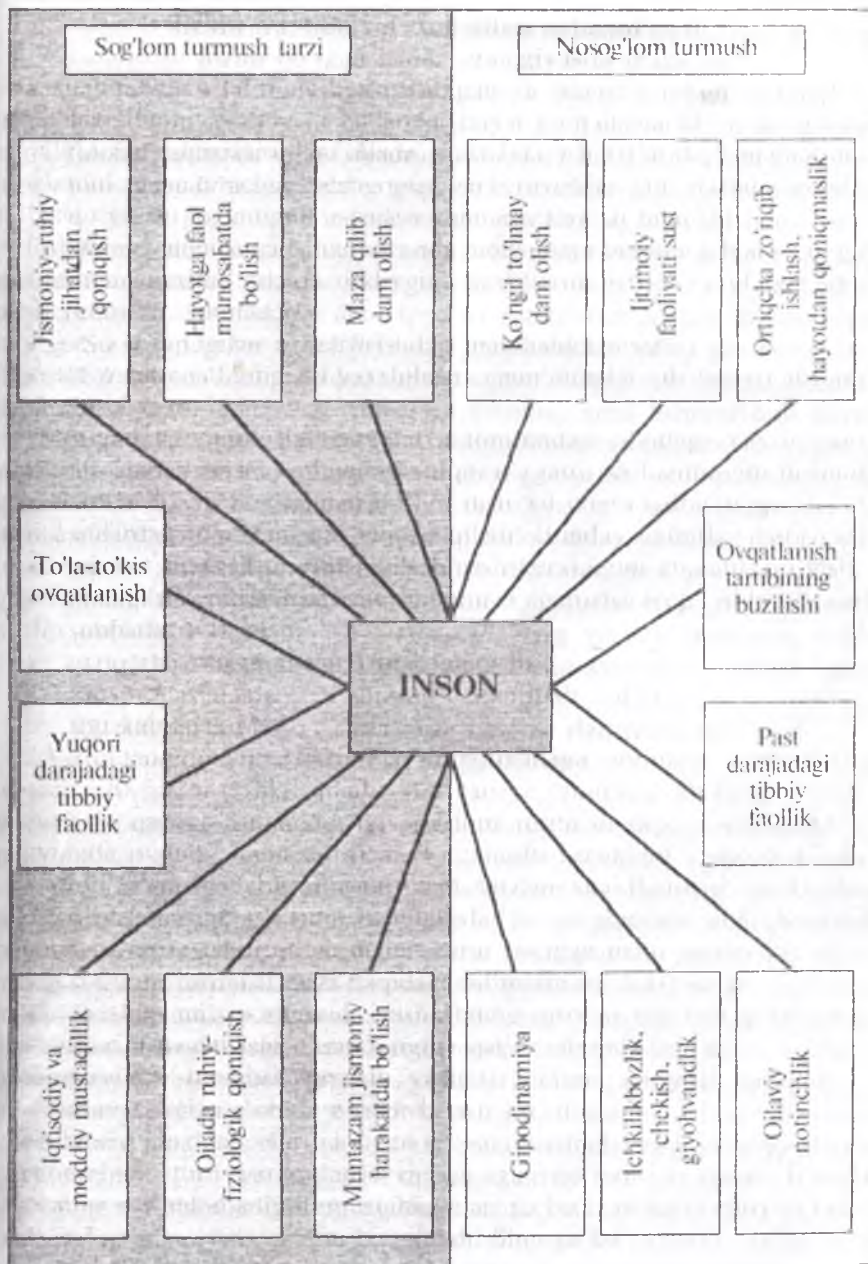 Sog'lom turmush tarzi
Nosog'lom turmush
Jismoniy-ruhiy
jihatdan
qoniqish
Hayotga faol
munosabatda
bo'lish
Maza qilib
dam olish
Ko'ngli to'lmay
dam olish.
Ijtimoiy
faoliyati sust
Ortiqcha zo'riqib
ishlash,
hayotdan qoniqmaslik
To'la-to'kis
ovqatlanish
Ovqatlanish
tartibining
buzilishi
INSON
Yuqori
darajadagi
tibbiy
faollik
Past
darajadagi
tibbiy
faollik
Iqtisodiy va
moddiy mustaqillik
Oilada ruhiy-
fiziologik qoniqish
Muntazam jismoniy
harakatda bo'lish
Gipodinamiya
Ichkilikbozlik,
chekish,
giyohvandlik
Oilaviy
notinchlik